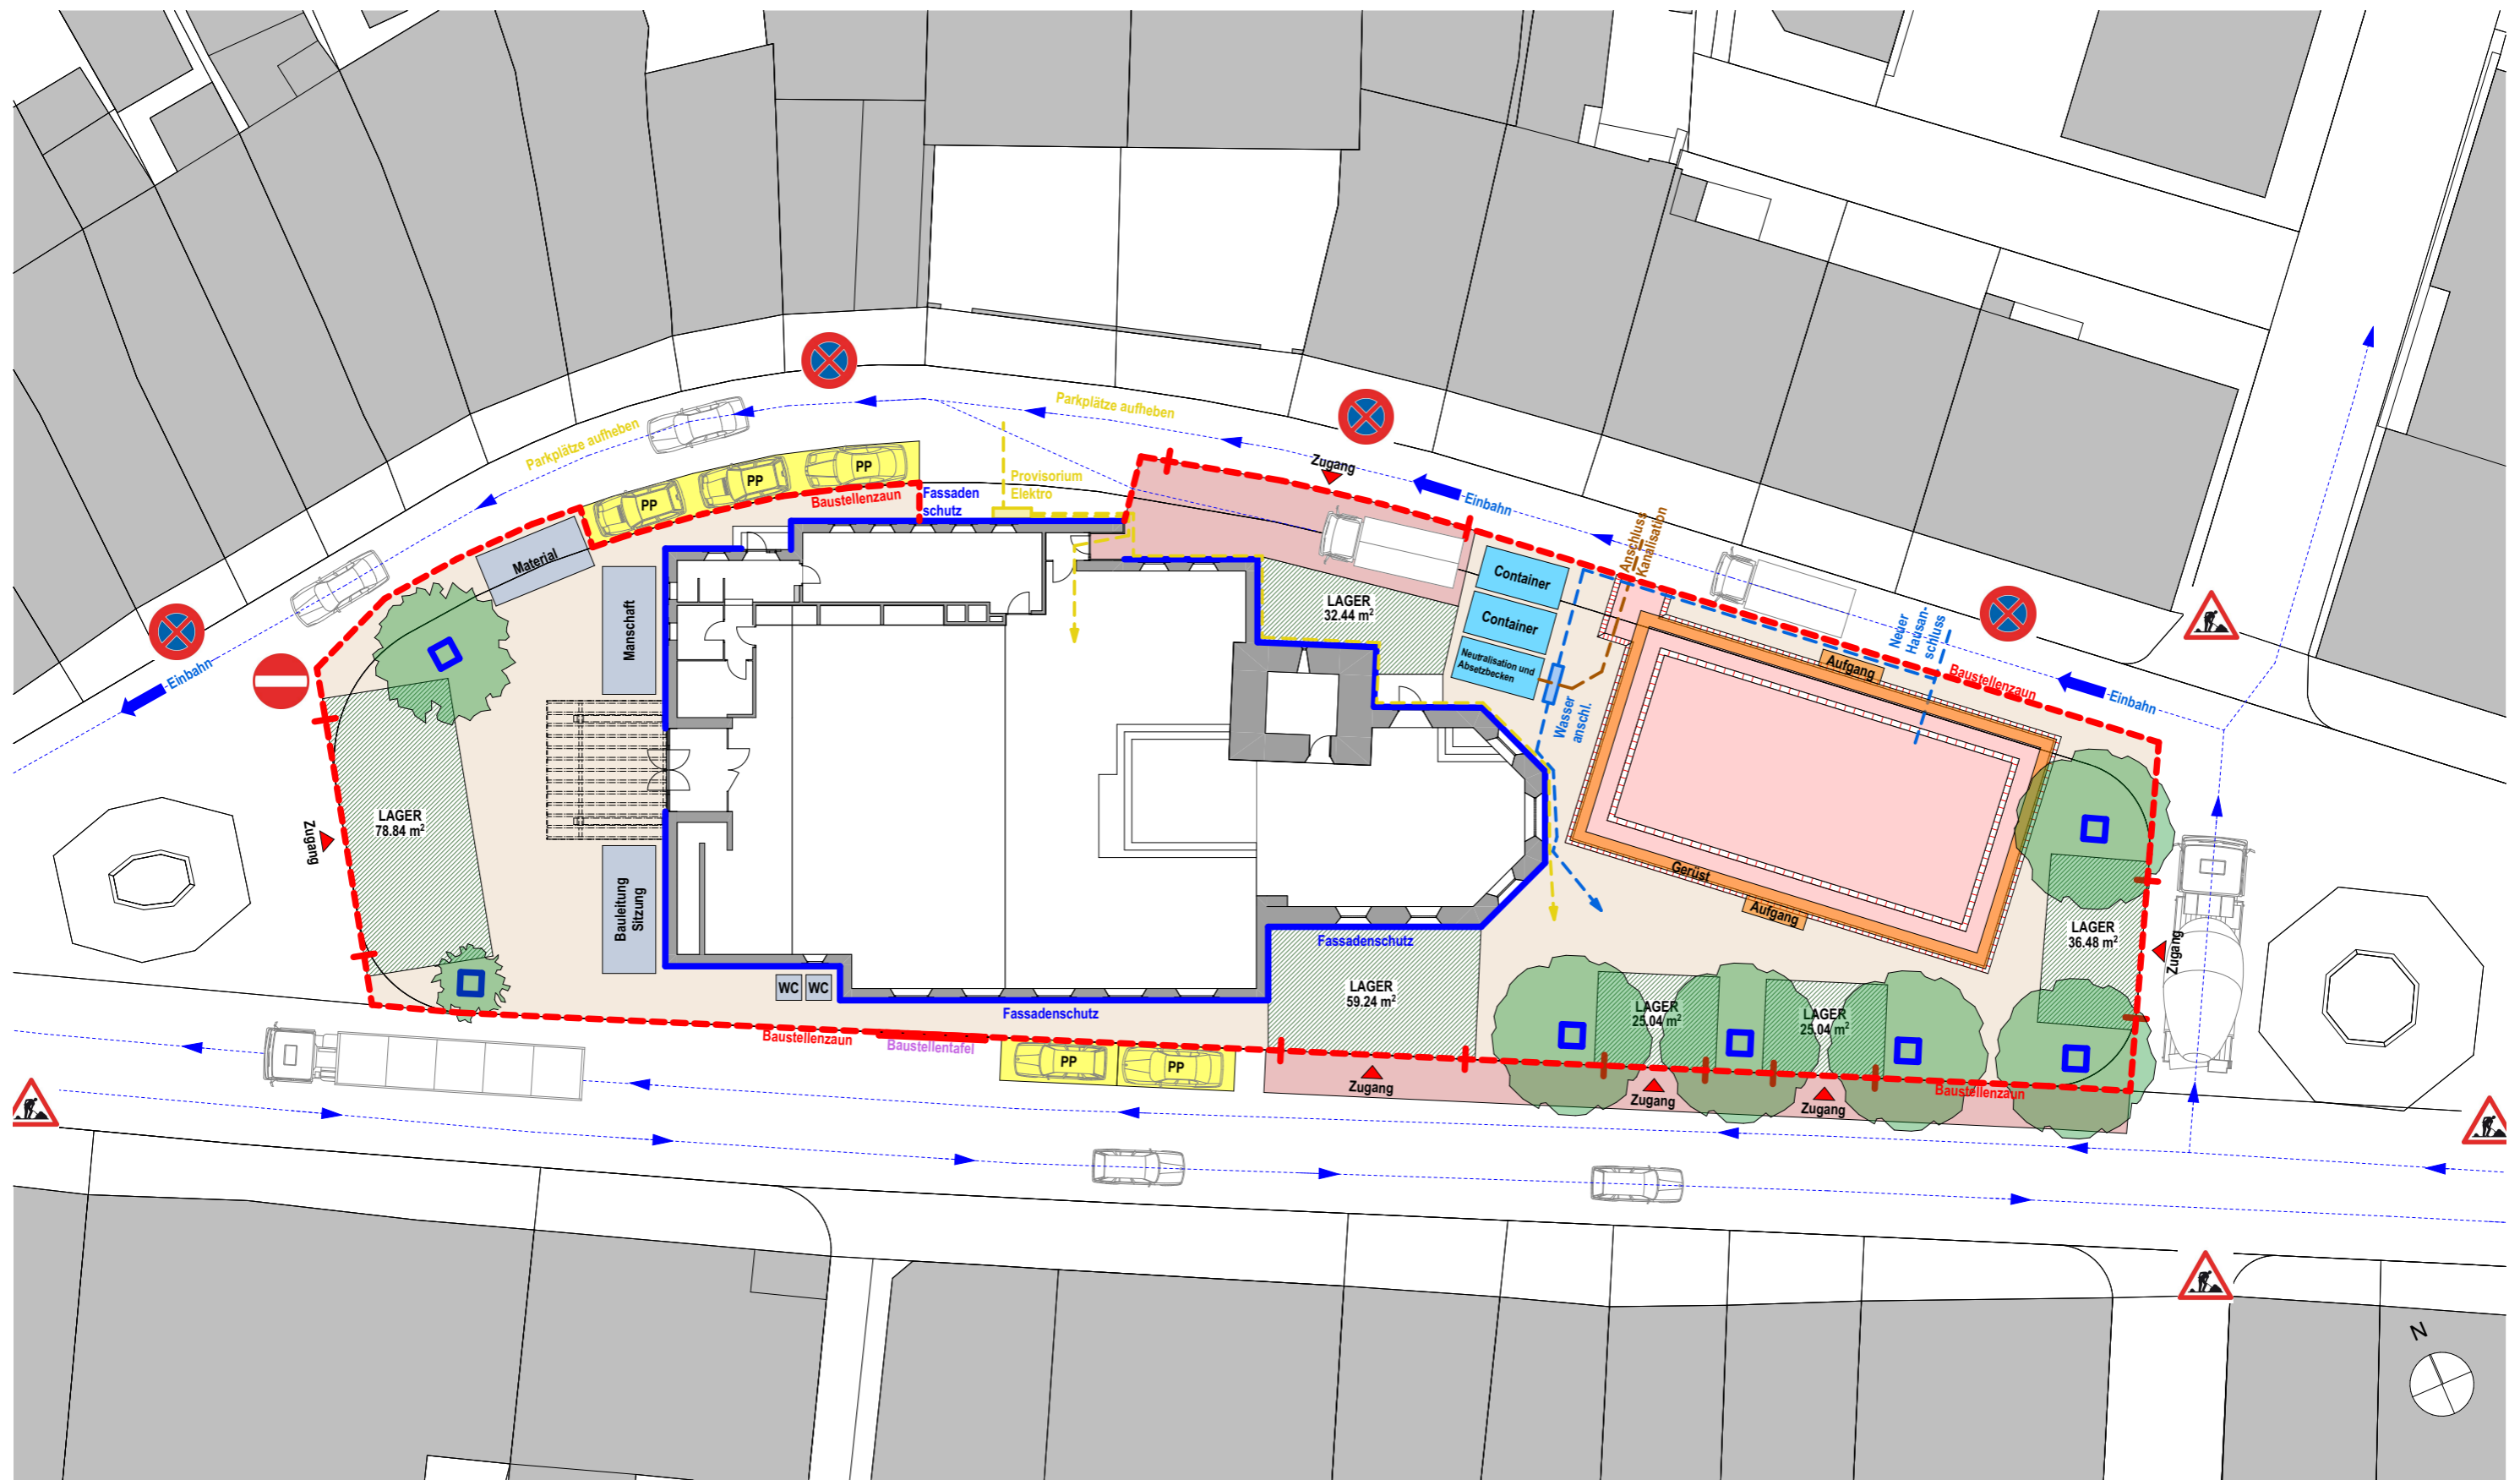 Parkplätze aufheben
Parkplätze aufheben
Zugang
PP
PP
PP
Provisorium
Elektro
Baustellenzaun
Fassaden
schutz
Einbahn
Anschluss
Kanalisation
Material
Container
Container
Neutralisation und
Absetzbecken
LAGER
32.44 m²
Manschaft
Neuer
Hausan-
schluss
Aufgang
Baustellenzaun
Einbahn
Einbahn
Wasser
anschl.
LAGER
78.84 m²
Zugang
Gerüst
Aufgang
Bauleitung
Sitzung
LAGER
36.48 m²
Zugang
Fassadenschutz
WC
WC
LAGER
59.24 m²
LAGER
25.04 m²
LAGER
25.04 m²
Fassadenschutz
Baustellenzaun
Baustellentafel
PP
PP
Zugang
Zugang
Zugang
Baustellenzaun
N